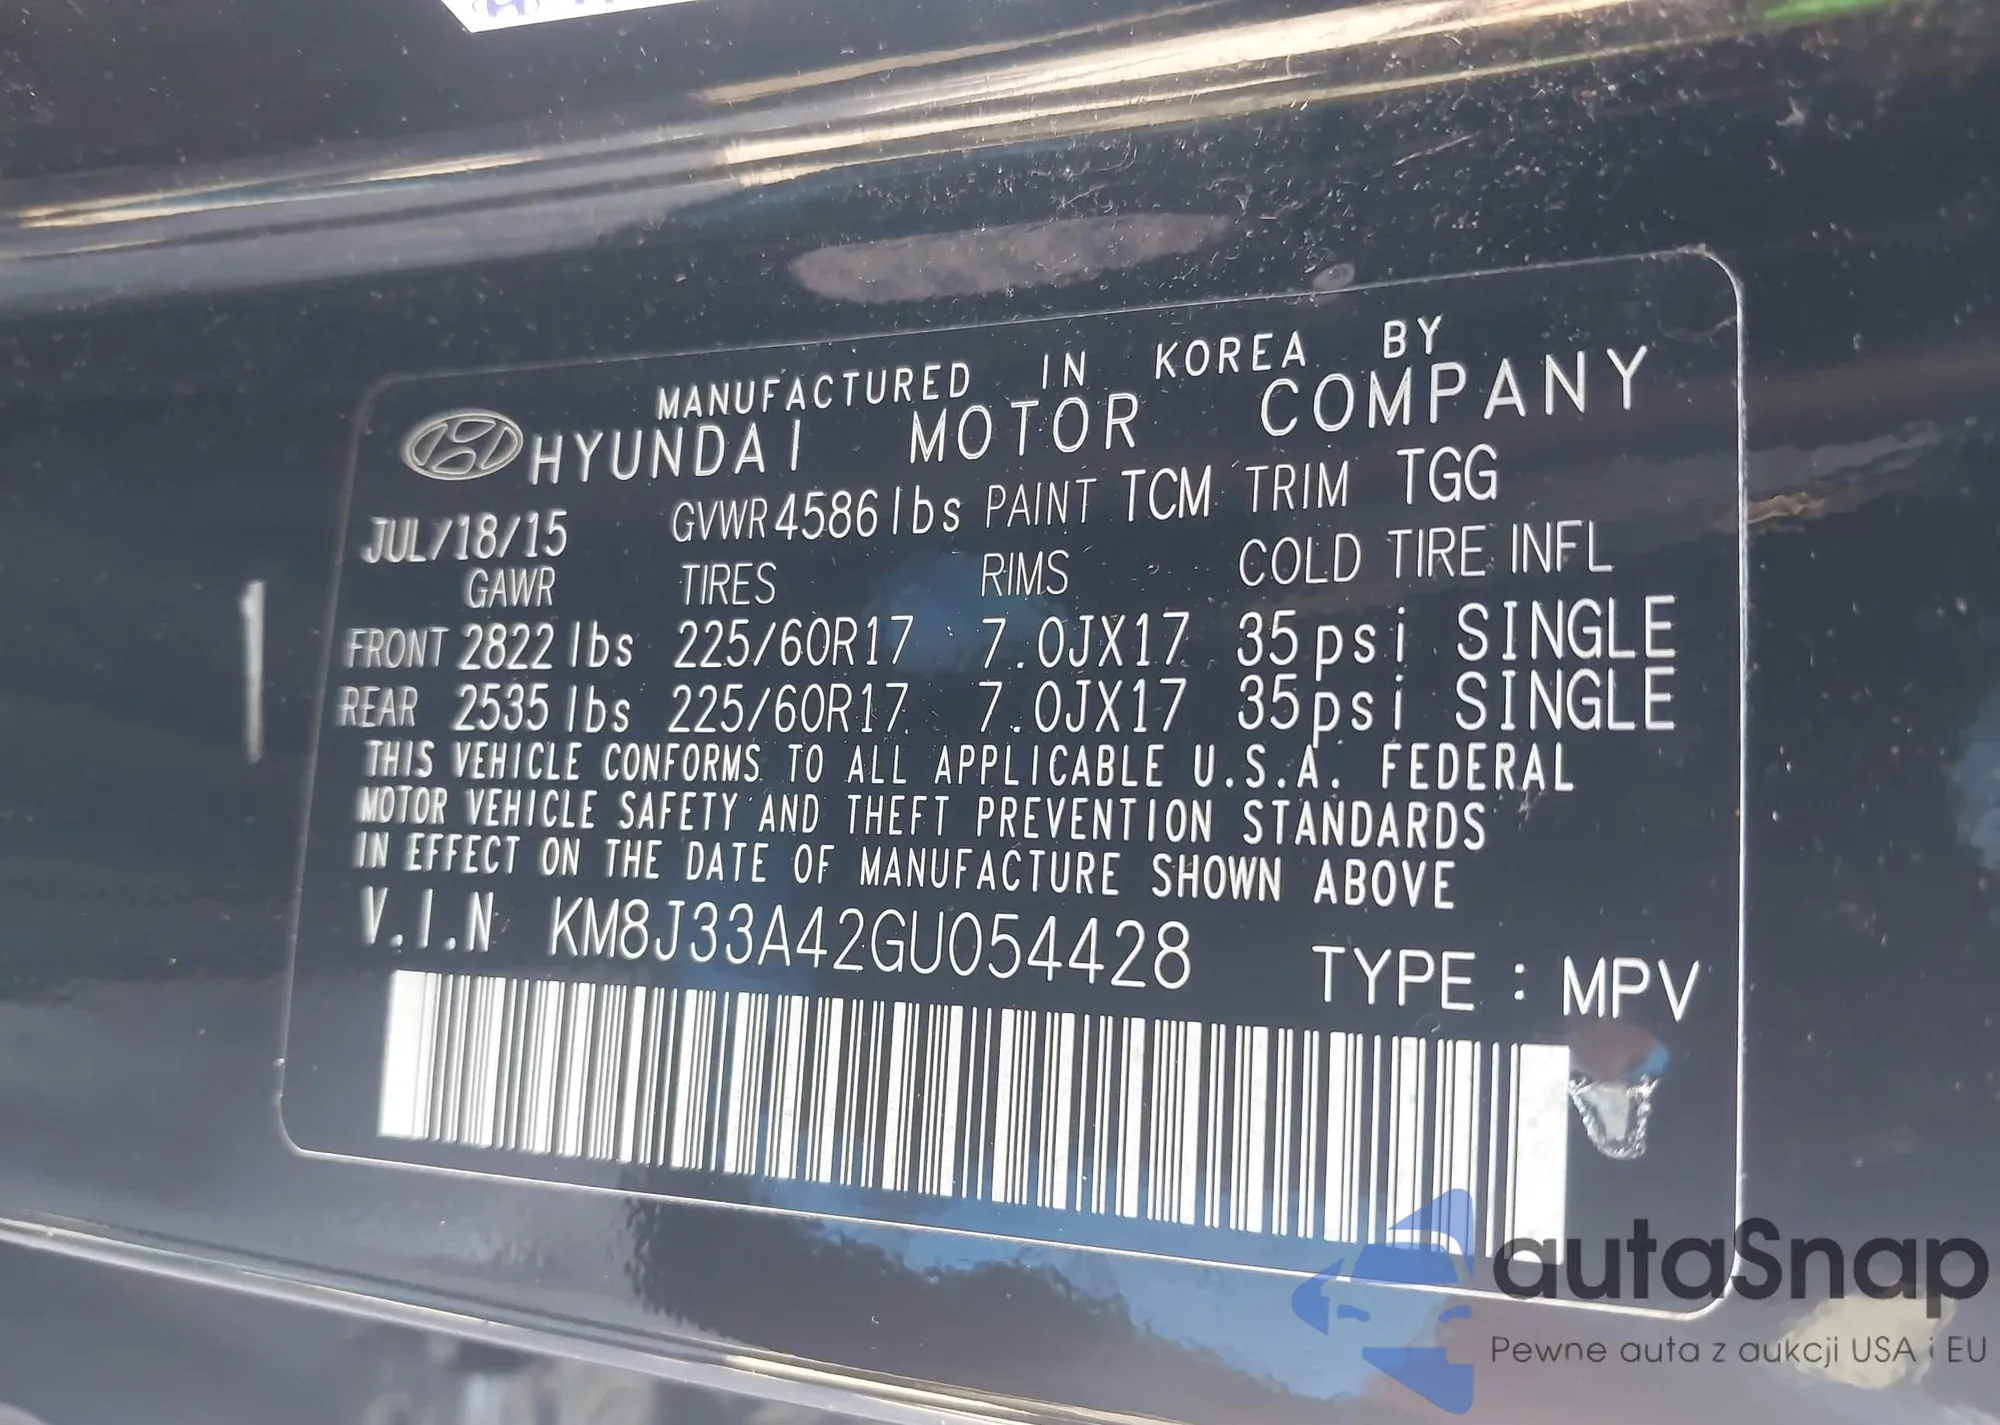 MANUFACTURED IN KOREA BY
HYUNDAI MOTOR COMPANY
JUL/18/15 GVWR 4586 lbs PAINT TCM TRIM TGG
GAWR TIRES RIMS COLD TIRE INFL
FRONT 2822 lbs 225/60R17 7.0JX17 35psi SINGLE
REAR 2535 lbs 225/60R17 7.0JX17 35psi SINGLE
THIS VEHICLE CONFORMS TO ALL APPLICABLE U.S.A. FEDERAL
MOTOR VEHICLE SAFETY AND THEFT PREVENTION STANDARDS
IN EFFECT ON THE DATE OF MANUFACTURE SHOWN ABOVE
V.I.N KM8J33A42GU054428 TYPE : MPV
autaSnap
Pewne auta z aukcji USA i EU